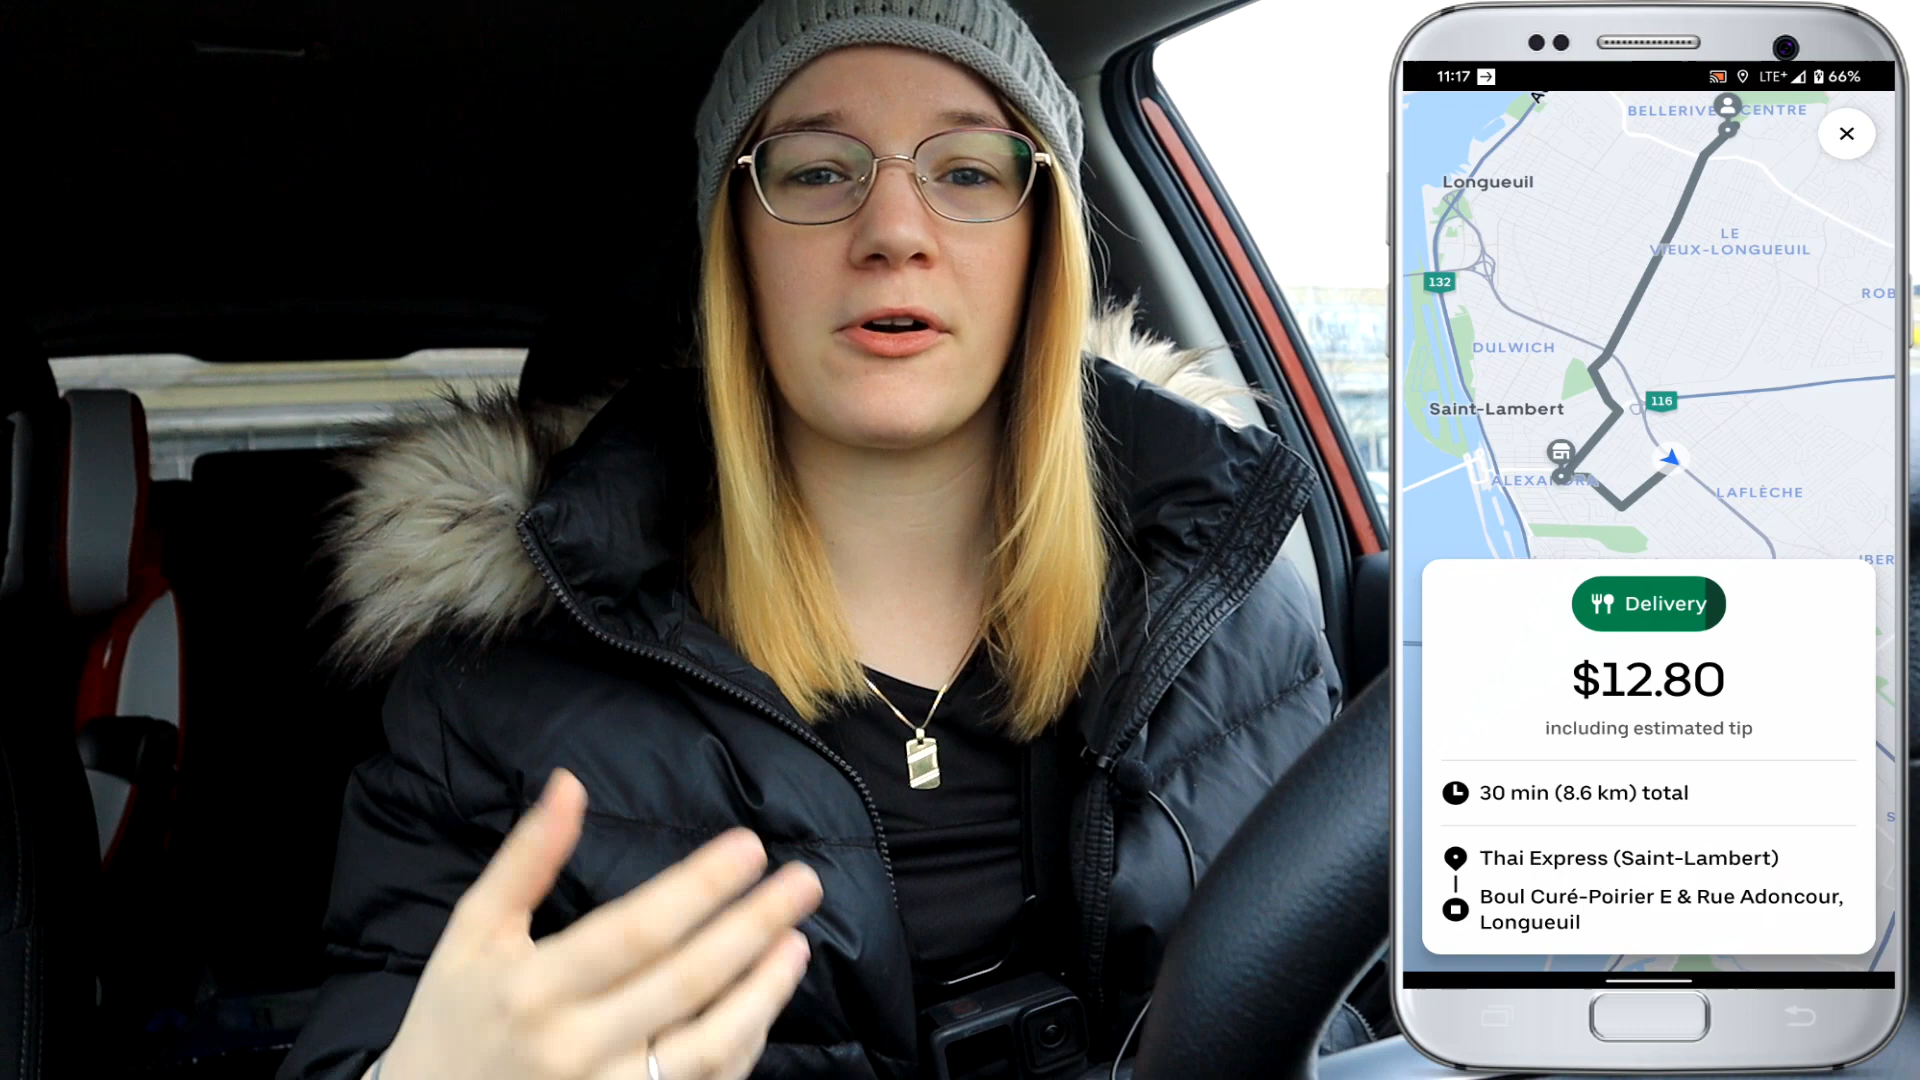 11:17
LTE+
66%
BELLERIVE CENTRE
Longueuil
LE
VIEUX-LONGUEUIL
132
ROB
DULWICH
116
Saint-Lambert
ALEXANDRA
LAFLÈCHE
IBER
Delivery
$12.80
including estimated tip
30 min (8.6 km) total
Thai Express (Saint-Lambert)
Boul Curé-Poirier E & Rue Adoncour,
Longueuil